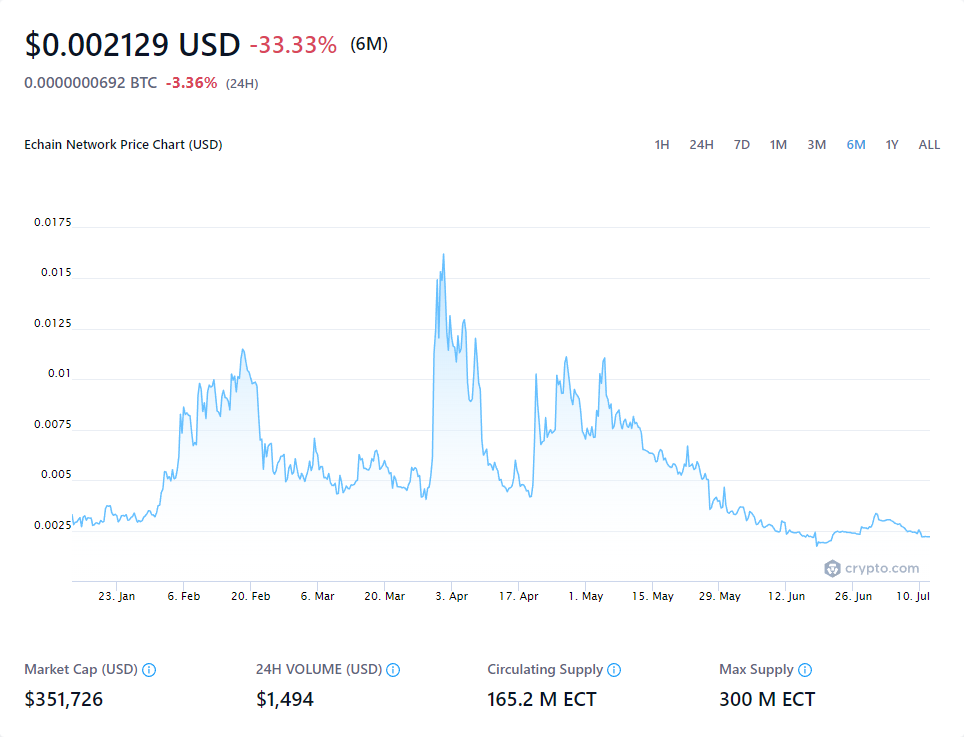 $0.002129 USD -33.33% (6M)
0.0000000692 BTC -3.36% (24H)
Echain Network Price Chart (USD) 1H 24H 7D 1M 3M 6M 1Y ALL
0.0175
0.015
0.0125
0.01
0.0075
0.005
0.0025
crypto.com
23. Jan 6. Feb 20. Feb 6. Mar 20. Mar 3. Apr 17. Apr 1. May 15. May 29. May 12. Jun 26. Jun 10. Jul
Market Cap (USD) 24H VOLUME (USD) Circulating Supply Max Supply
$351,726 $1,494 165.2 M ECT 300 M ECT